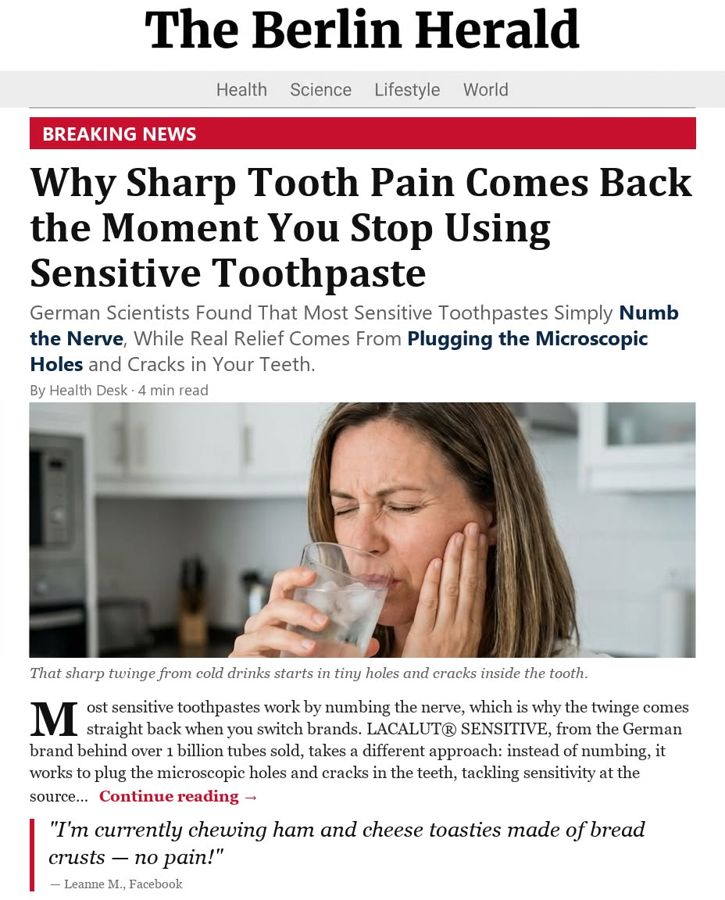 The Berlin Herald
Health Science Lifestyle World
BREAKING NEWS
Why Sharp Tooth Pain Comes Back
the Moment You Stop Using
Sensitive Toothpaste
German Scientists Found That Most Sensitive Toothpastes Simply Numb
the Nerve, While Real Relief Comes From Plugging the Microscopic
Holes and Cracks in Your Teeth.
By Health Desk · 4 min read
That sharp twinge from cold drinks starts in tiny holes and cracks inside the tooth.
Most sensitive toothpastes work by numbing the nerve, which is why the twinge comes
straight back when you switch brands. LACALUT® SENSITIVE, from the German
brand behind over 1 billion tubes sold, takes a different approach: instead of numbing, it
works to plug the microscopic holes and cracks in the teeth, tackling sensitivity at the
source... Continue reading →
"I'm currently chewing ham and cheese toasties made of bread
crusts — no pain!"
— Leanne M., Facebook